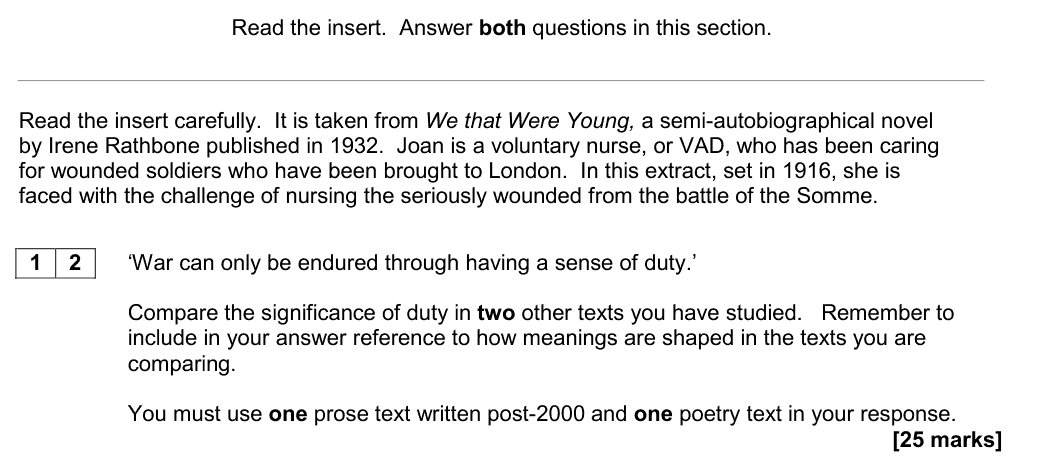 Read the insert. Answer both questions in this section.
Read the insert carefully. It is taken from We that Were Young, a semi-autobiographical novel
by Irene Rathbone published in 1932. Joan is a voluntary nurse, or VAD, who has been caring
for wounded soldiers who have been brought to London. In this extract, set in 1916, she is
faced with the challenge of nursing the seriously wounded from the battle of the Somme.
1 2 ‘War can only be endured through having a sense of duty.’
Compare the significance of duty in two other texts you have studied. Remember to
include in your answer reference to how meanings are shaped in the texts you are
comparing.
You must use one prose text written post-2000 and one poetry text in your response.
[25 marks]